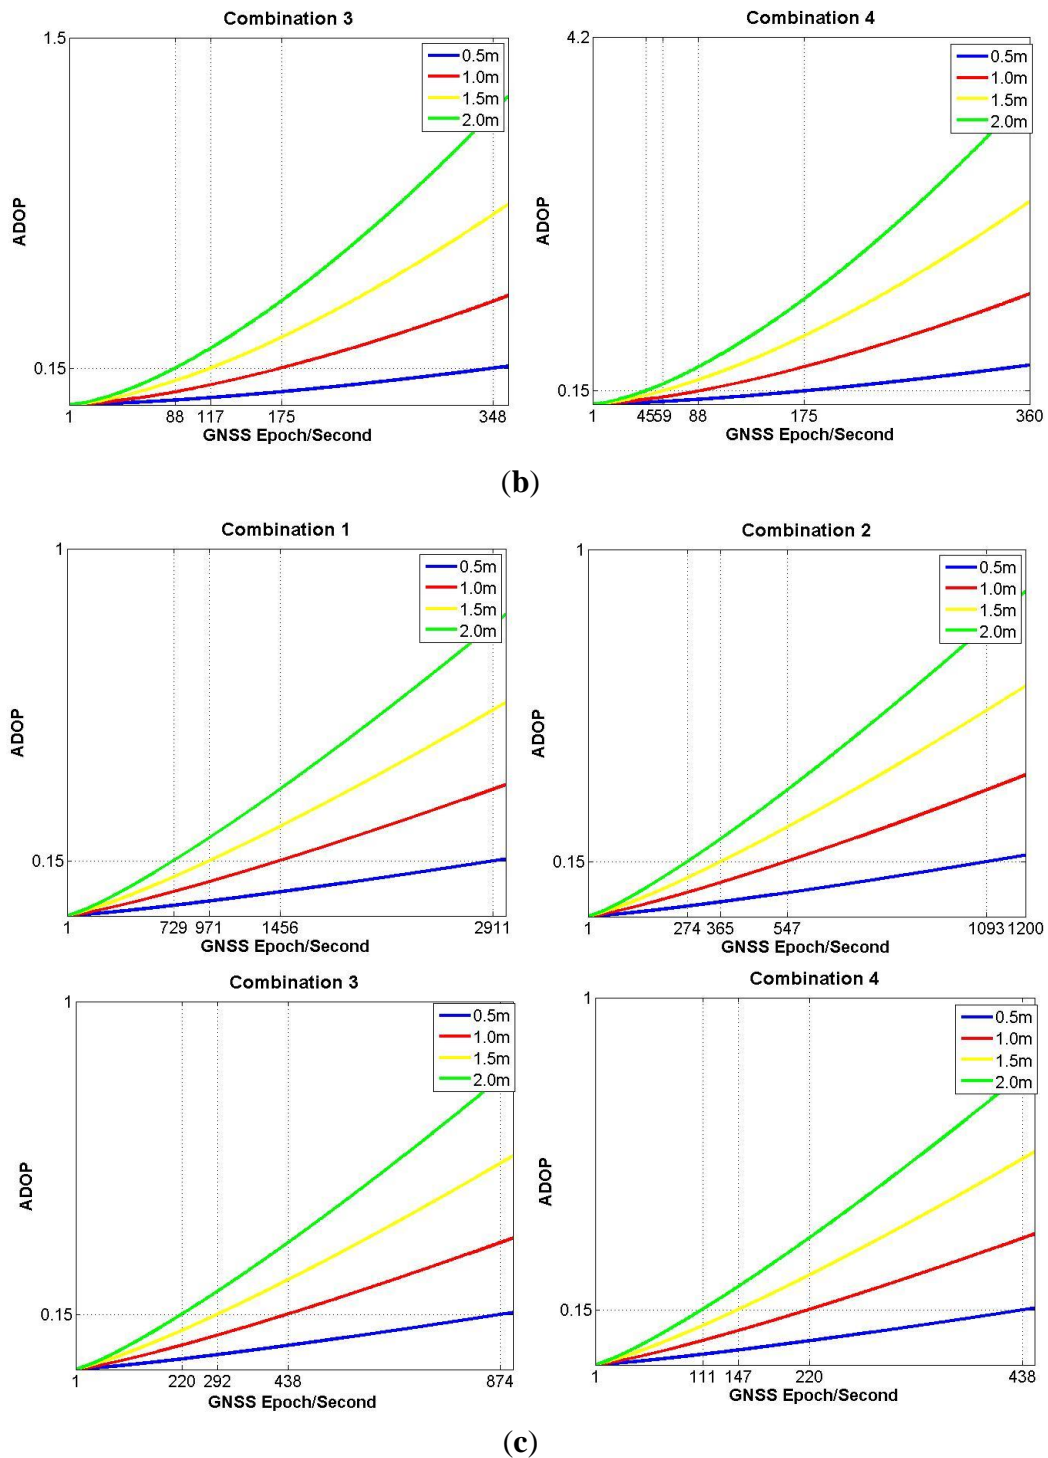 Combination 3
1.5
0.5m
1.0m
1.5m
2.0m
ADOP
0.15
1 88 117 175 348
GNSS Epoch/Second
Combination 4
4.2
0.5m
1.0m
1.5m
2.0m
ADOP
0.15
1 45 59 88 175 360
GNSS Epoch/Second
(b)
Combination 1
1
0.5m
1.0m
1.5m
2.0m
ADOP
0.15
1 729 971 1456 2911
GNSS Epoch/Second
Combination 2
1
0.5m
1.0m
1.5m
2.0m
ADOP
0.15
1 274 365 547 1093 1200
GNSS Epoch/Second
Combination 3
1
0.5m
1.0m
1.5m
2.0m
ADOP
0.15
1 220 292 438 874
GNSS Epoch/Second
Combination 4
1
0.5m
1.0m
1.5m
2.0m
ADOP
0.15
1 111 147 220 438
GNSS Epoch/Second
(c)